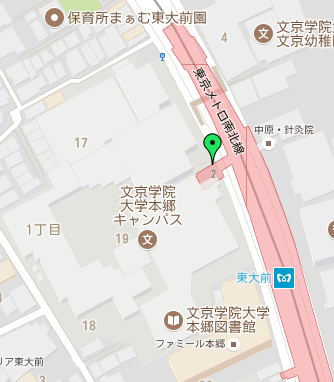 保育所まぁむ東大前園
4
文京学院
文京幼稚
東京メトロ南北線
17
中原・針灸院
2
文京学院
大学本郷
キャンパス
1丁目
19
東大前
文京学院大学
本郷図書館
18
ファミール本郷
リア東大前